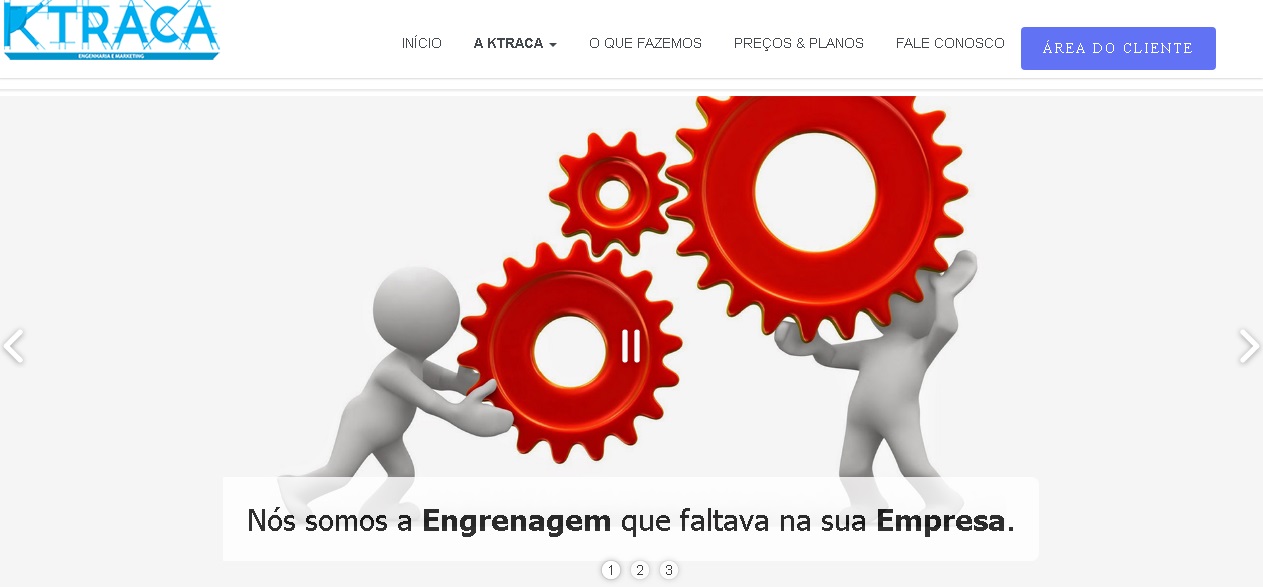 KTRACA
ENGENHARIA E MARKETING
INÍCIO
A KTRACA
O QUE FAZEMOS
PREÇOS & PLANOS
FALE CONOSCO
ÁREA DO CLIENTE
Nós somos a Engrenagem que faltava na sua Empresa.
1 2 3